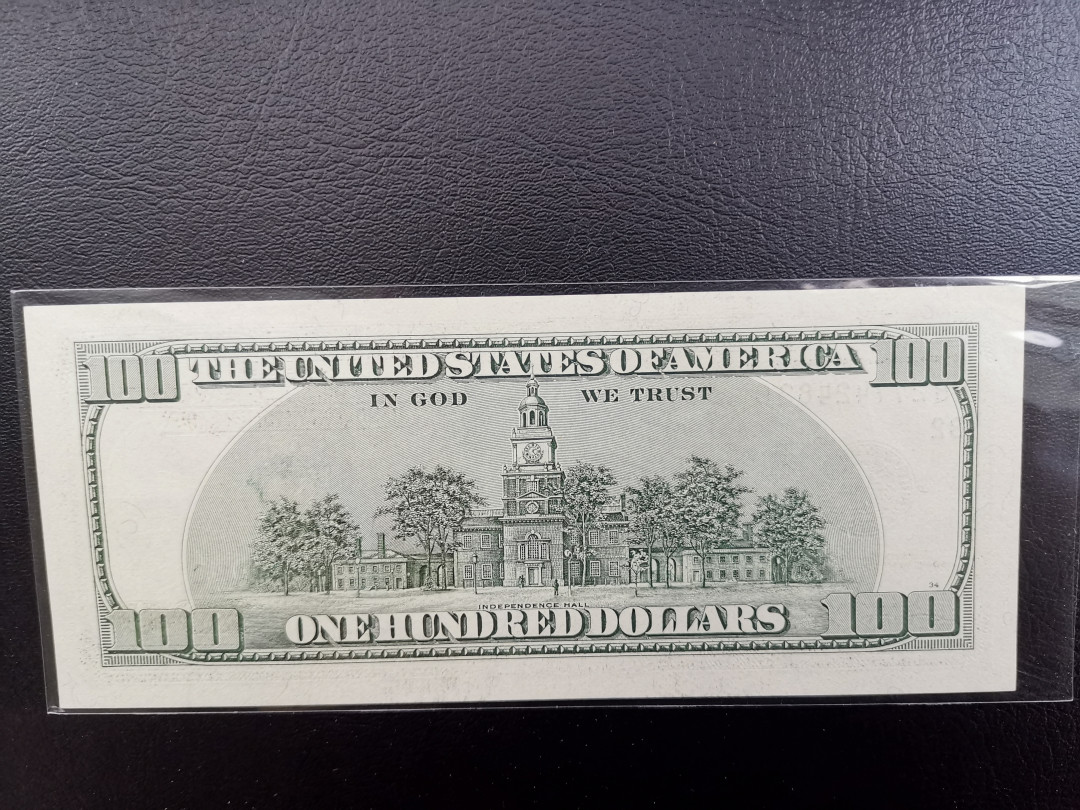 100 THE UNITED STATES OF AMERICA 100
IN GOD WE TRUST
34
INDEPENDENCE HALL
100 ONE HUNDRED DOLLARS 100